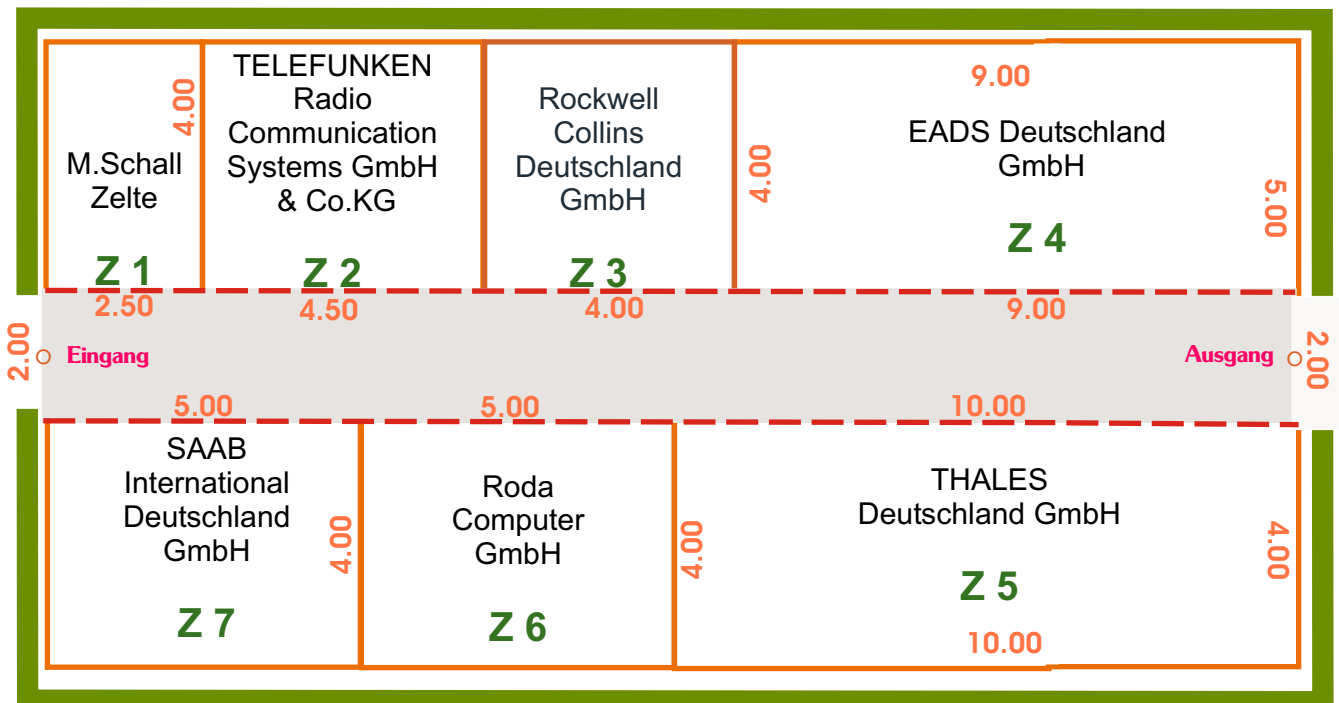 M.Schall
Zelte
Z 1
2.50
4.00
TELEFUNKEN
Radio
Communication
Systems GmbH
& Co.KG
Z 2
4.50
Rockwell
Collins
Deutschland
GmbH
Z 3
4.00
4.00
9.00
EADS Deutschland
GmbH
Z 4
5.00
9.00
2.00
Eingang
Ausgang
2.00
5.00
SAAB
International
Deutschland
GmbH
Z 7
4.00
5.00
Roda
Computer
GmbH
Z 6
4.00
10.00
THALES
Deutschland GmbH
Z 5
10.00
4.00